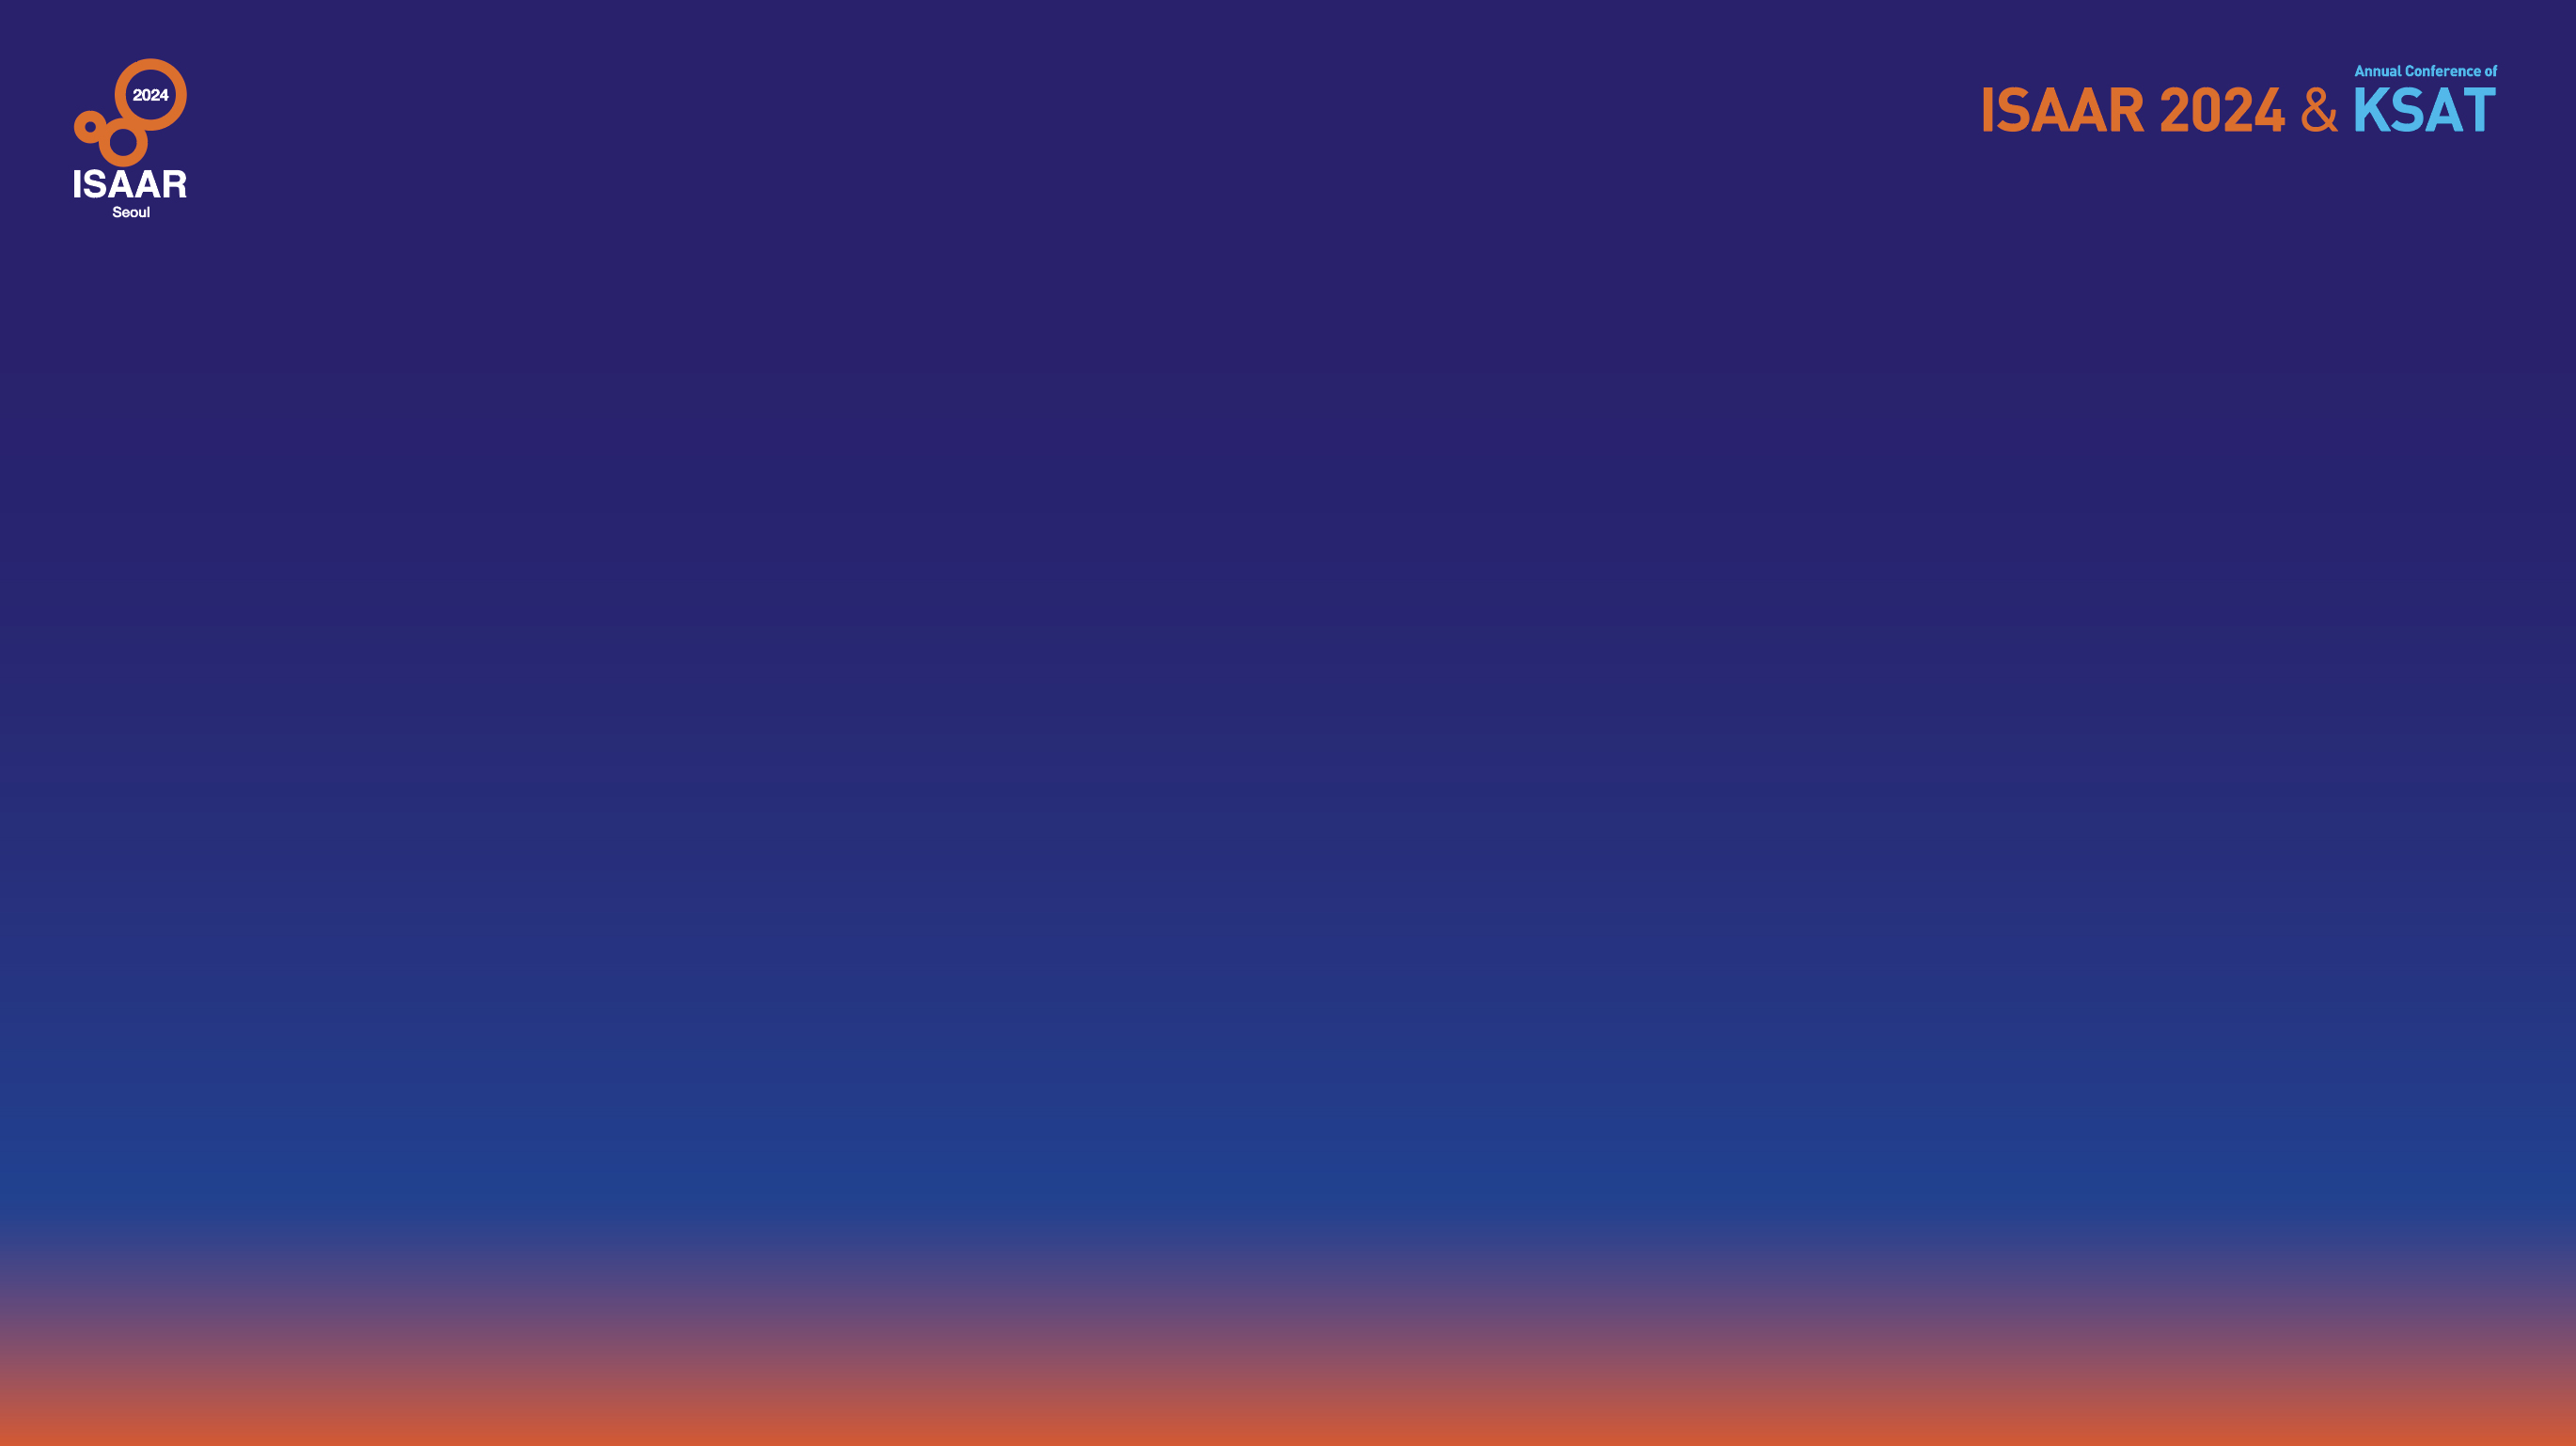 2024
ISAAR
Seoul
Annual Conference of
ISAAR 2024 & KSAT